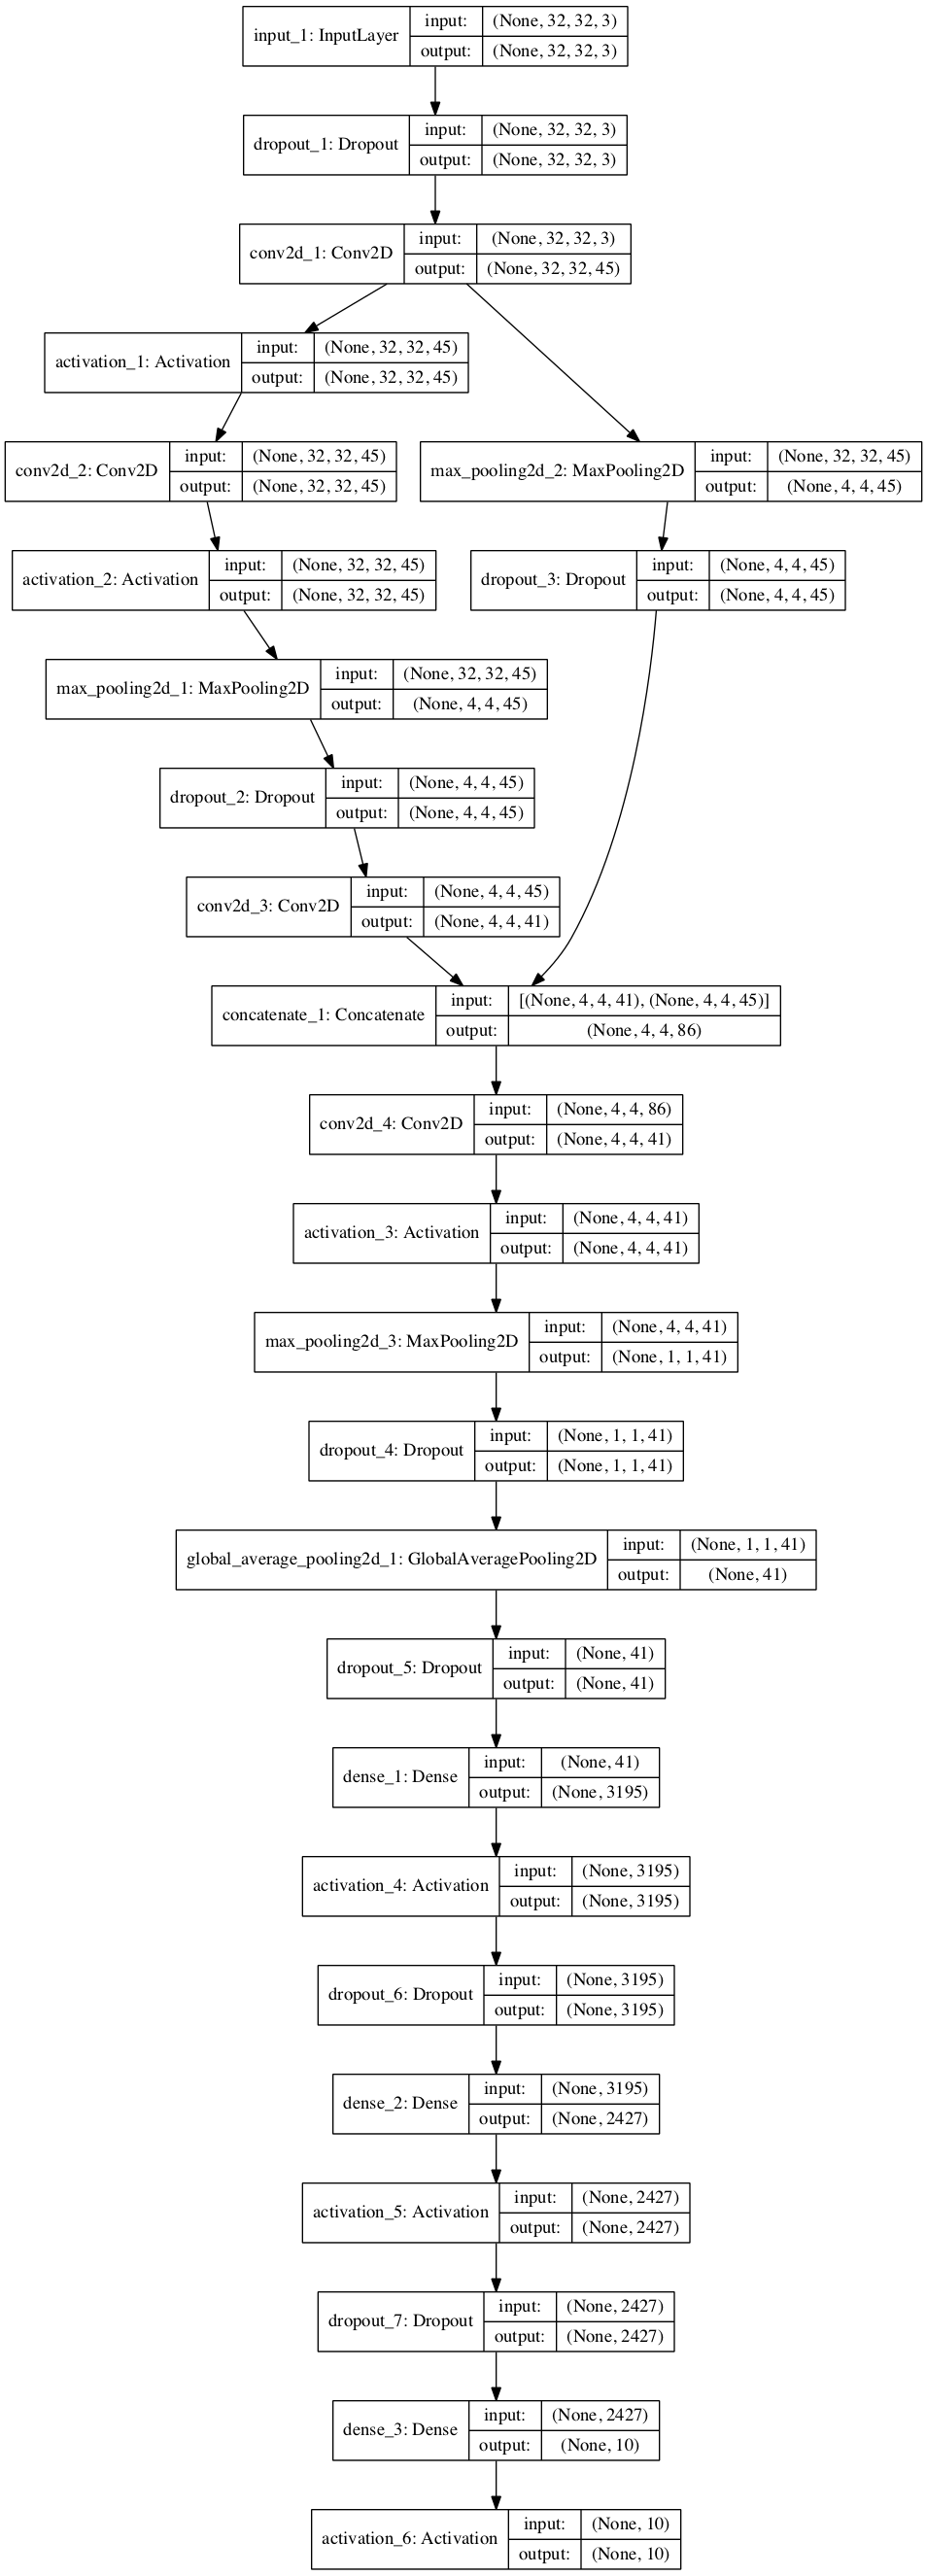 input_1: InputLayer
input: (None, 32, 32, 3)
output: (None, 32, 32, 3)
dropout_1: Dropout
input: (None, 32, 32, 3)
output: (None, 32, 32, 3)
conv2d_1: Conv2D
input: (None, 32, 32, 3)
output: (None, 32, 32, 45)
activation_1: Activation
input: (None, 32, 32, 45)
output: (None, 32, 32, 45)
conv2d_2: Conv2D
input: (None, 32, 32, 45)
output: (None, 32, 32, 45)
max_pooling2d_2: MaxPooling2D
input: (None, 32, 32, 45)
output: (None, 4, 4, 45)
activation_2: Activation
input: (None, 32, 32, 45)
output: (None, 32, 32, 45)
dropout_3: Dropout
input: (None, 4, 4, 45)
output: (None, 4, 4, 45)
max_pooling2d_1: MaxPooling2D
input: (None, 32, 32, 45)
output: (None, 4, 4, 45)
dropout_2: Dropout
input: (None, 4, 4, 45)
output: (None, 4, 4, 45)
conv2d_3: Conv2D
input: (None, 4, 4, 45)
output: (None, 4, 4, 41)
concatenate_1: Concatenate
input: [(None, 4, 4, 41), (None, 4, 4, 45)]
output: (None, 4, 4, 86)
conv2d_4: Conv2D
input: (None, 4, 4, 86)
output: (None, 4, 4, 41)
activation_3: Activation
input: (None, 4, 4, 41)
output: (None, 4, 4, 41)
max_pooling2d_3: MaxPooling2D
input: (None, 4, 4, 41)
output: (None, 1, 1, 41)
dropout_4: Dropout
input: (None, 1, 1, 41)
output: (None, 1, 1, 41)
global_average_pooling2d_1: GlobalAveragePooling2D
input: (None, 1, 1, 41)
output: (None, 41)
dropout_5: Dropout
input: (None, 41)
output: (None, 41)
dense_1: Dense
input: (None, 41)
output: (None, 3195)
activation_4: Activation
input: (None, 3195)
output: (None, 3195)
dropout_6: Dropout
input: (None, 3195)
output: (None, 3195)
dense_2: Dense
input: (None, 3195)
output: (None, 2427)
activation_5: Activation
input: (None, 2427)
output: (None, 2427)
dropout_7: Dropout
input: (None, 2427)
output: (None, 2427)
dense_3: Dense
input: (None, 2427)
output: (None, 10)
activation_6: Activation
input: (None, 10)
output: (None, 10)